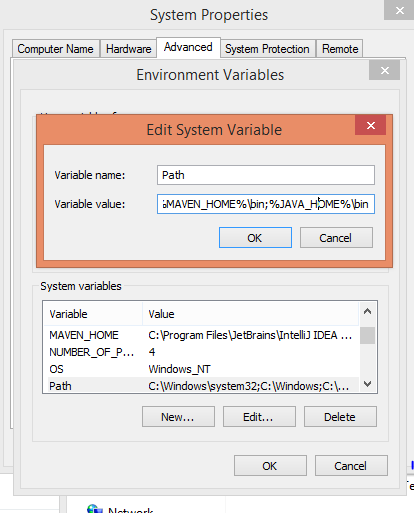 System Properties
Computer Name Hardware Advanced System Protection Remote
Environment Variables
Edit System Variable
Variable name: Path
Variable value: %MAVEN_HOME%\bin;%JAVA_HOME%\bin
OK Cancel
System variables
Variable Value
MAVEN_HOME C:\Program Files\JetBrains\IntelliJ IDEA ...
NUMBER_OF_P... 4
OS Windows_NT
Path C:\Windows\system32;C:\Windows;C:\...
New... Edit... Delete
OK Cancel
Network